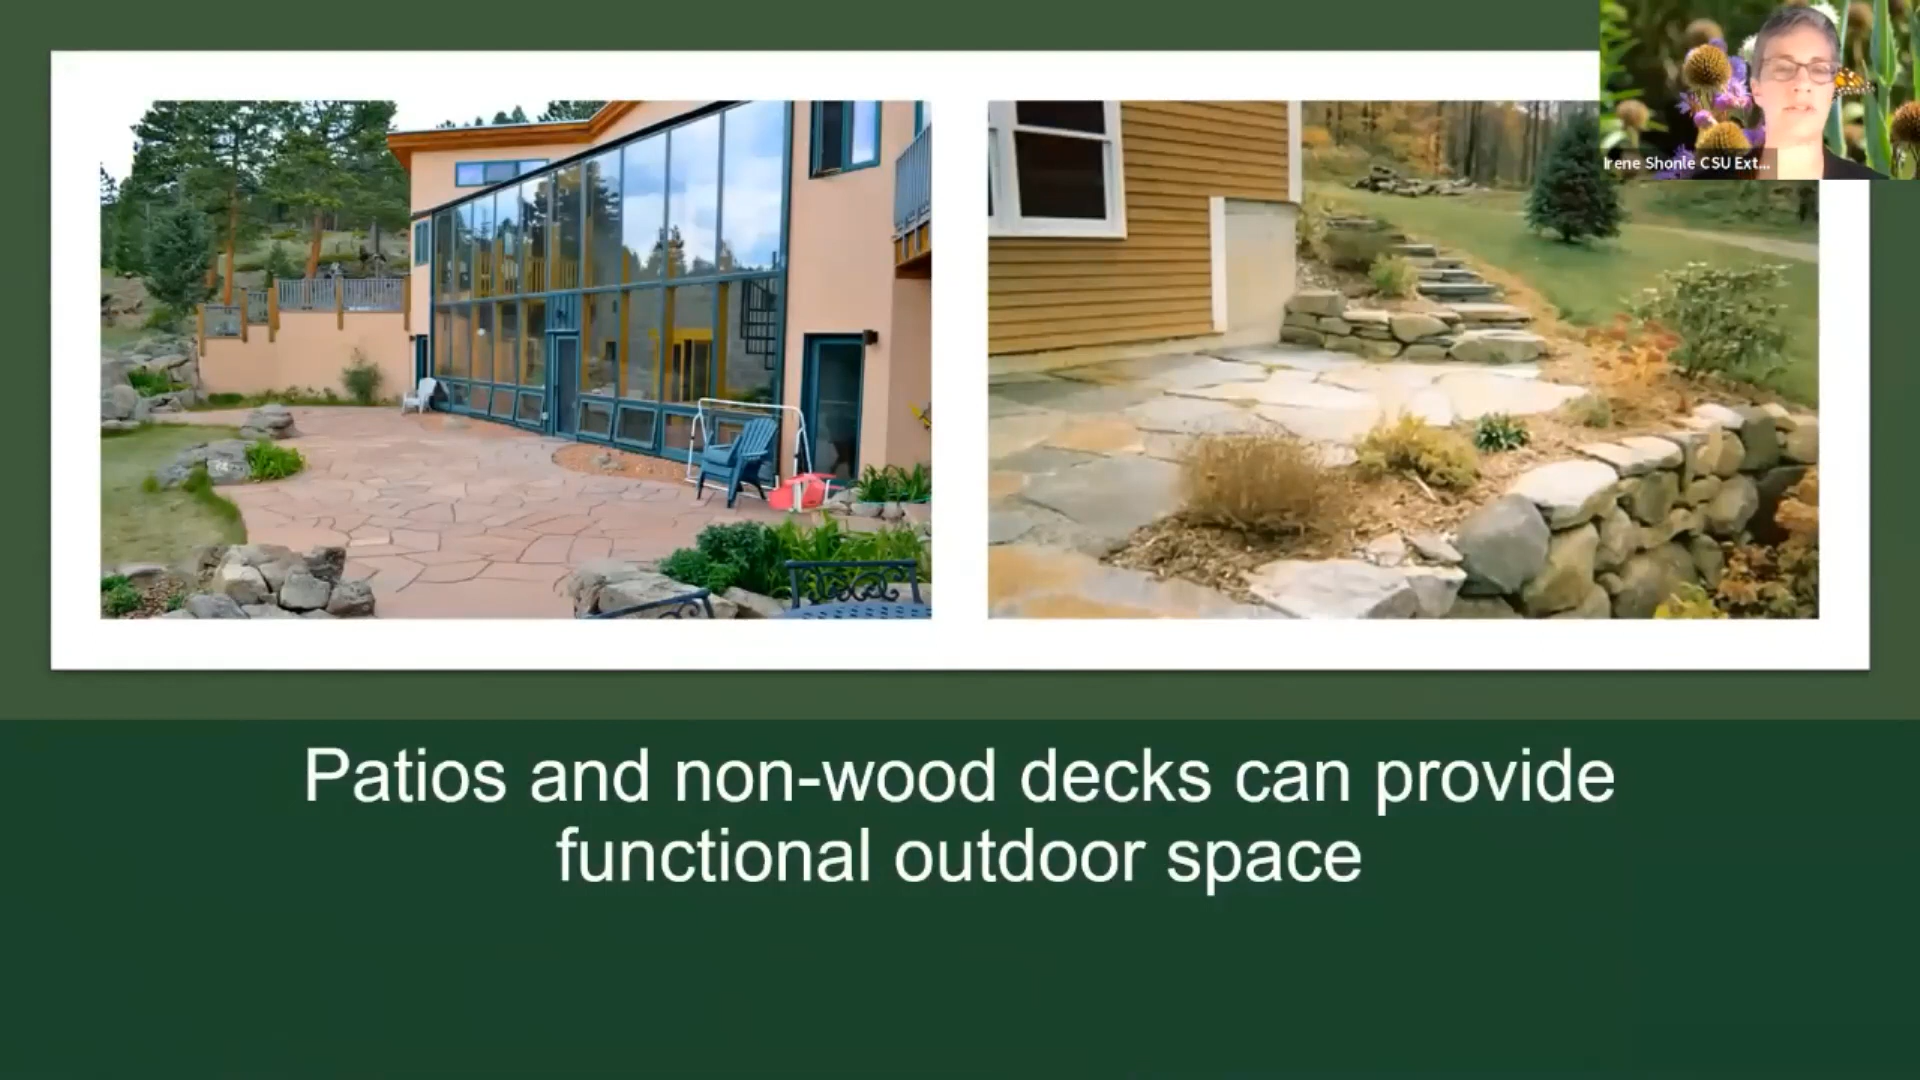 Irene Shonle CSU Ext...
Patios and non-wood decks can provide
functional outdoor space